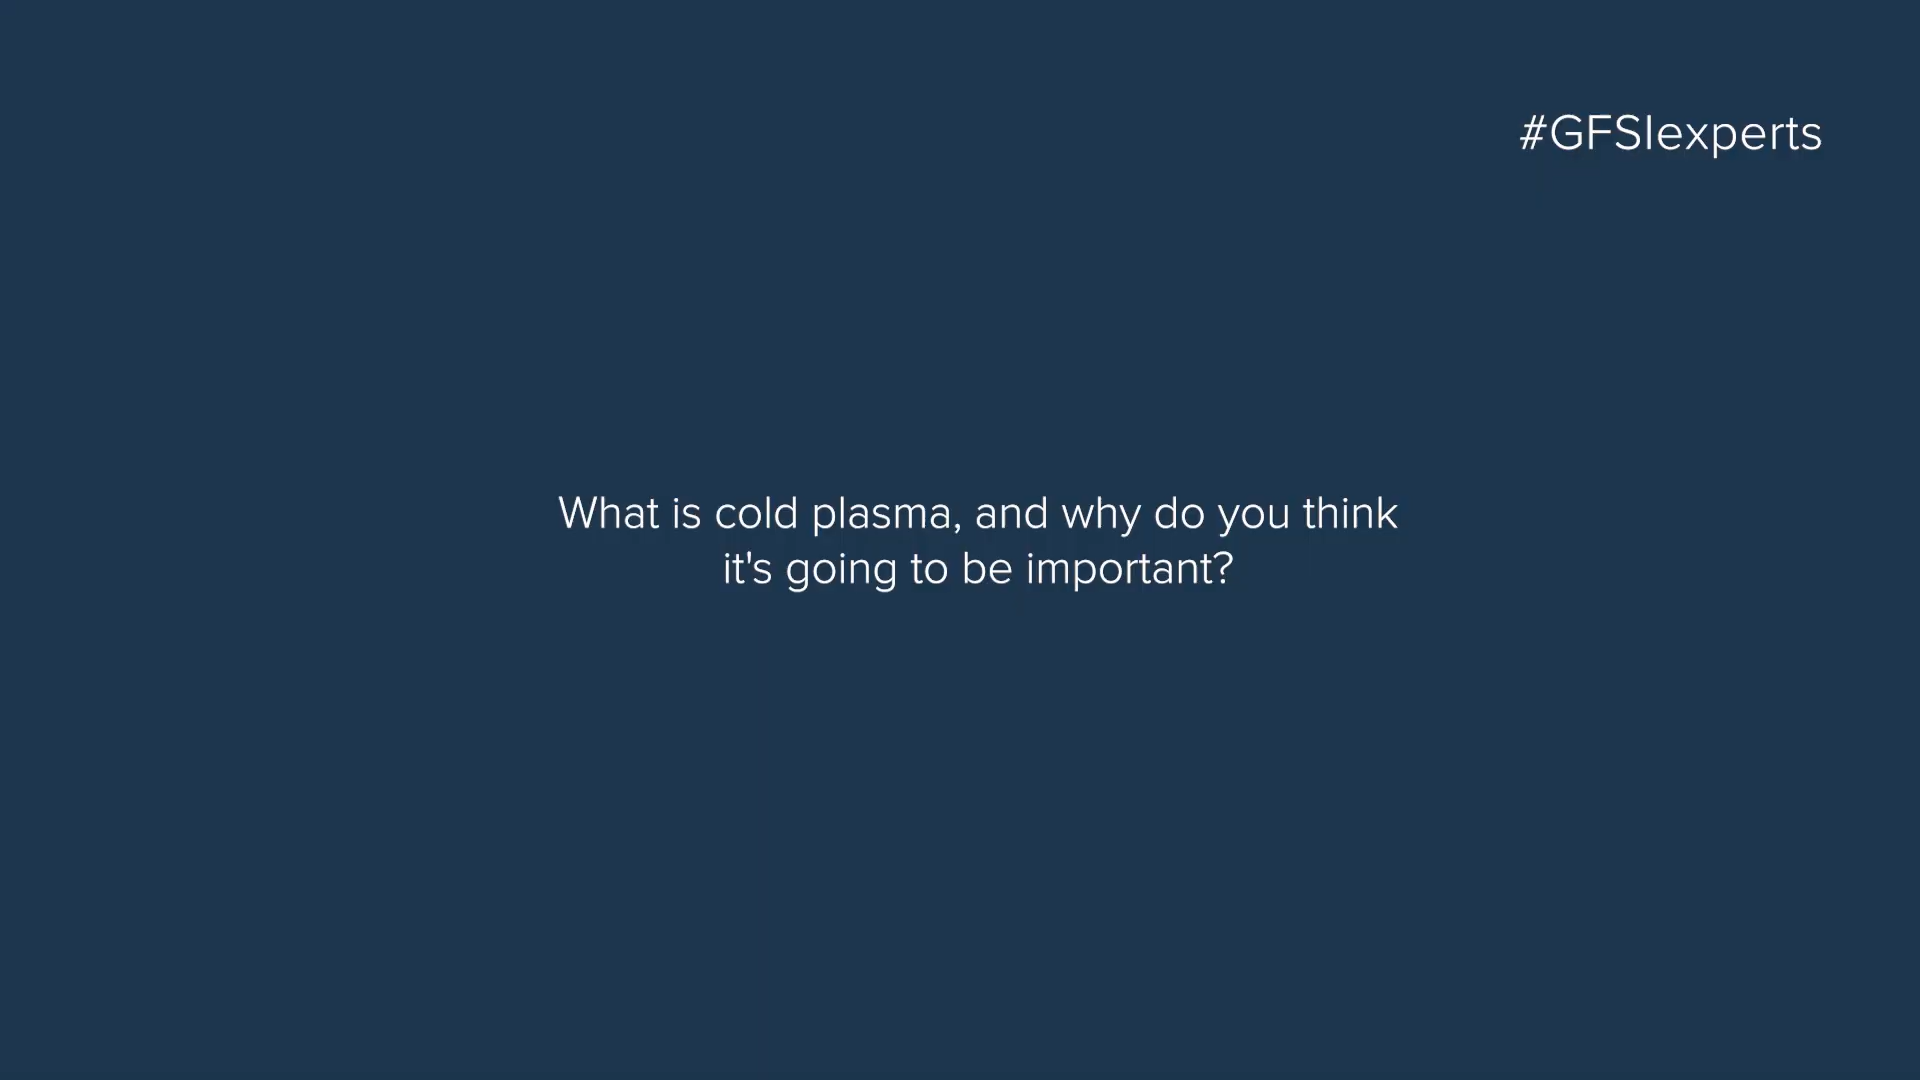 #GFSIexperts
What is cold plasma, and why do you think
it's going to be important?